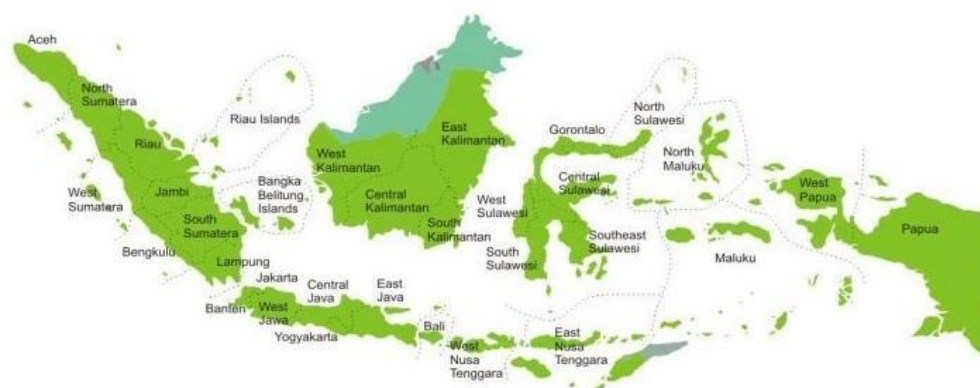 Aceh
North
Sumatera
Riau Islands
Riau
West
Sumatera
Jambi
Bangka
Belitung
Islands
South
Sumatera
Bengkulu
Lampung
West
Kalimantan
East
Kalimantan
Central
Kalimantan
South
Kalimantan
Gorontalo
North
Sulawesi
Central
Sulawesi
West
Sulawesi
South
Sulawesi
Southeast
Sulawesi
North
Maluku
Maluku
West
Papua
Papua
Banten
Jakarta
West
Jawa
Central
Java
Yogyakarta
East
Java
Bali
West
Nusa
Tenggara
East
Nusa
Tenggara